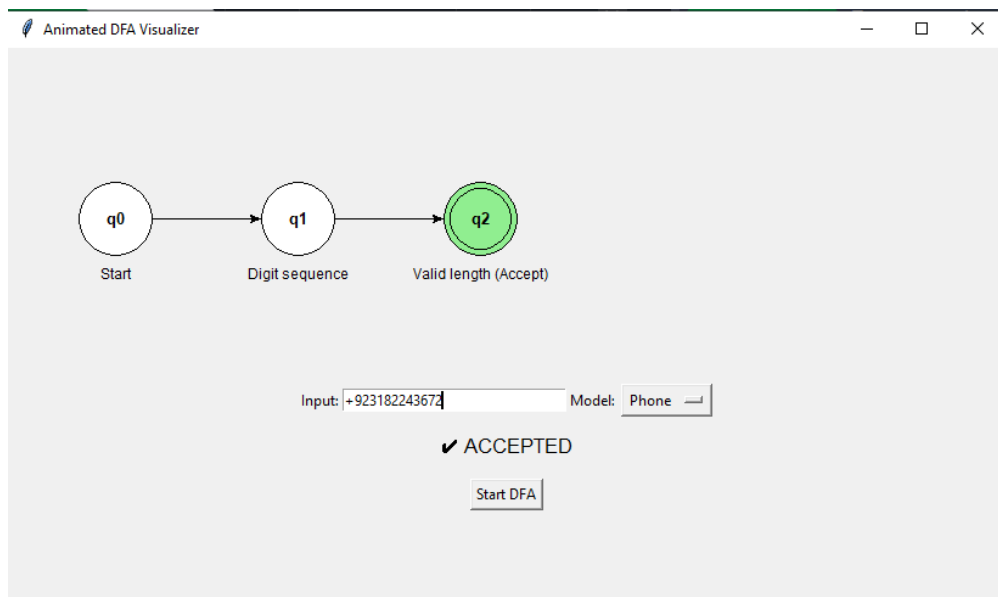 Animated DFA Visualizer
q0 q1 q2
Start Digit sequence Valid length (Accept)
Input: +923182243672 Model: Phone
✔ ACCEPTED
Start DFA